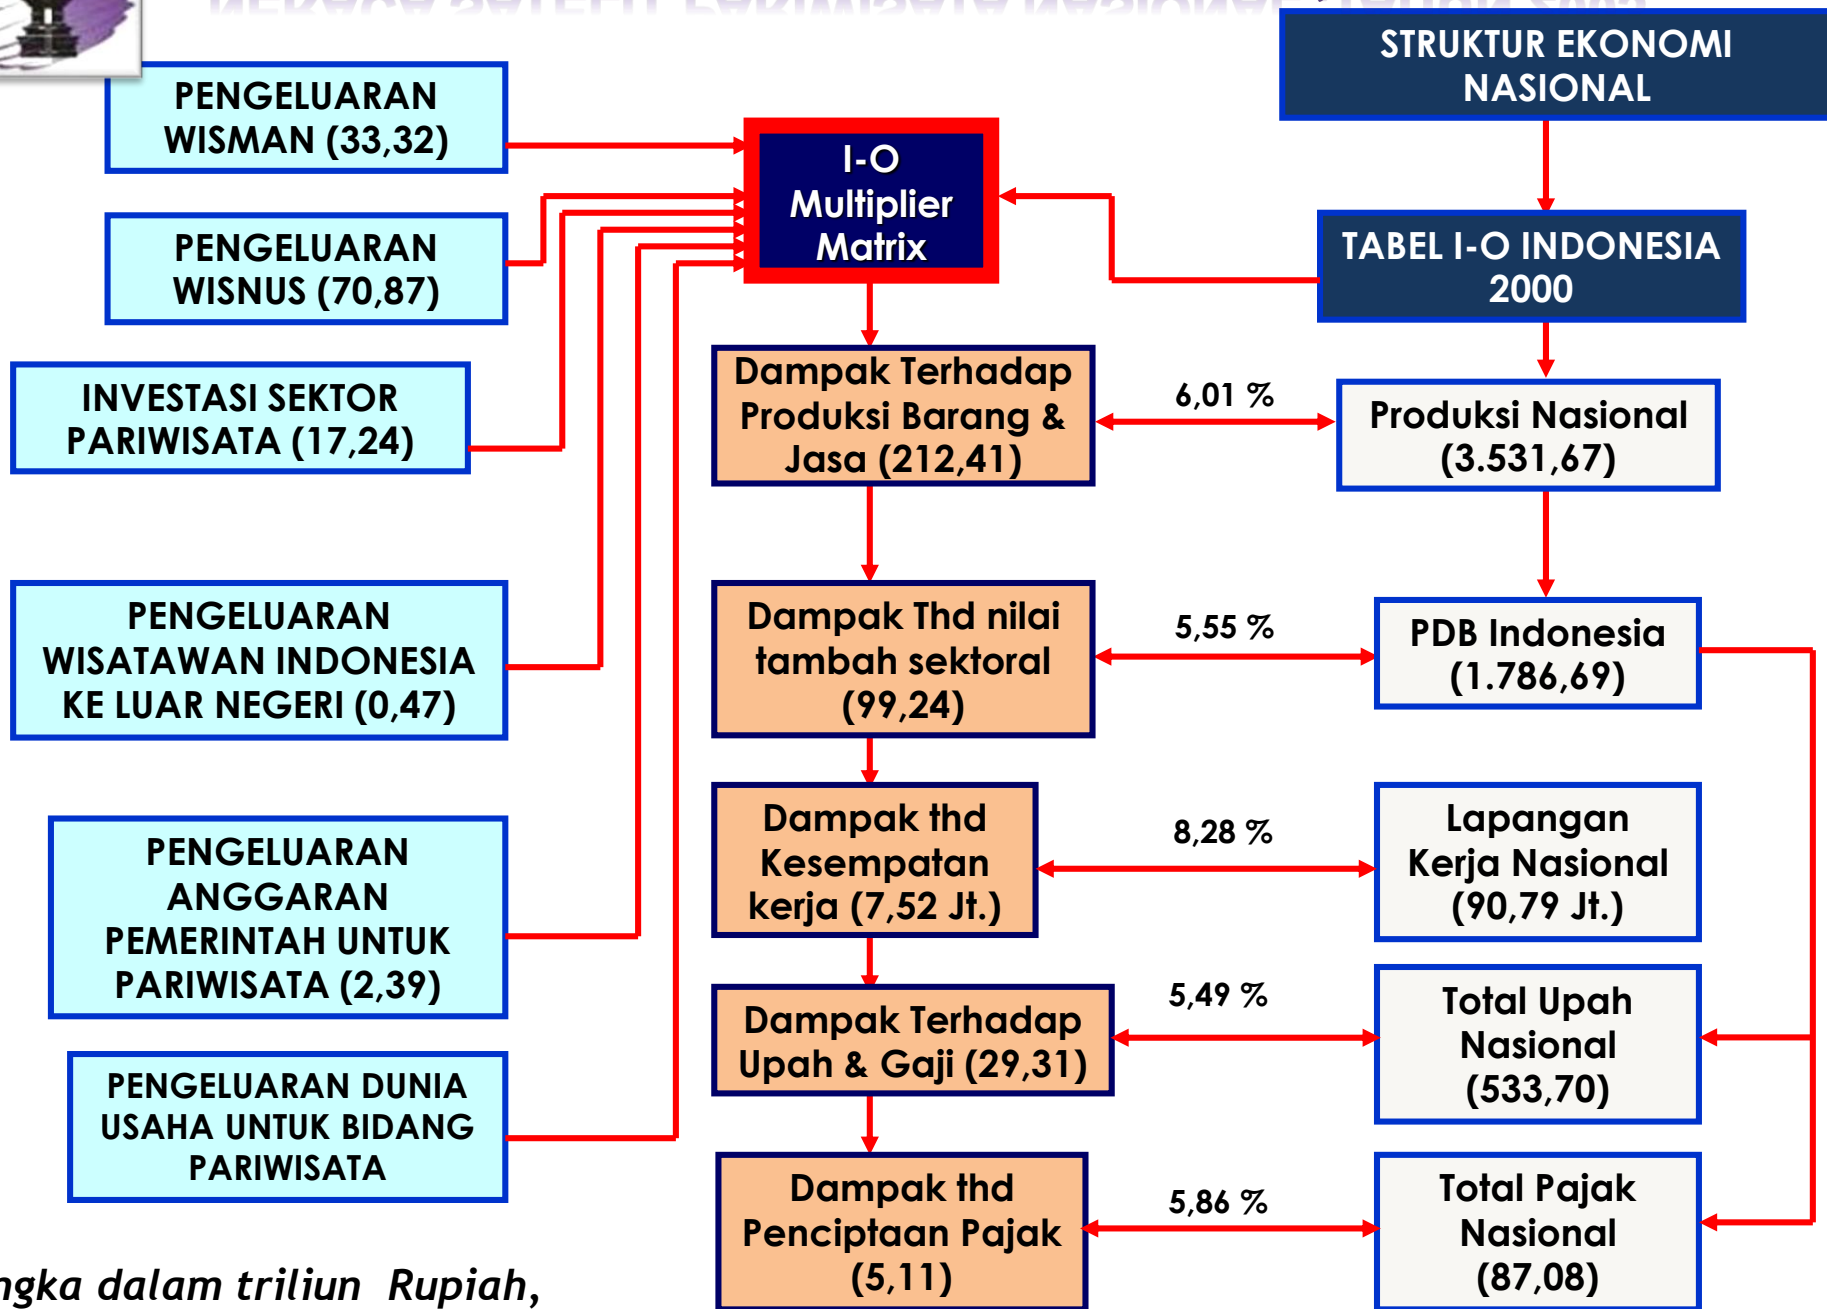 STRUKTUR EKONOMI
NASIONAL
PENGELUARAN
WISMAN (33,32)
I-O
Multiplier
Matrix
PENGELUARAN
WISNUS (70,87)
TABEL I-O INDONESIA
2000
INVESTASI SEKTOR
PARIWISATA (17,24)
Dampak Terhadap
Produksi Barang &
Jasa (212,41)
6,01 %
Produksi Nasional
(3.531,67)
PENGELUARAN
WISATAWAN INDONESIA
KE LUAR NEGERI (0,47)
Dampak Thd nilai
tambah sektoral
(99,24)
5,55 %
PDB Indonesia
(1.786,69)
PENGELUARAN
ANGGARAN
PEMERINTAH UNTUK
PARIWISATA (2,39)
Dampak thd
Kesempatan
kerja (7,52 Jt.)
8,28 %
Lapangan
Kerja Nasional
(90,79 Jt.)
Dampak Terhadap
Upah & Gaji (29,31)
5,49 %
Total Upah
Nasional
(533,70)
PENGELUARAN DUNIA
USAHA UNTUK BIDANG
PARIWISATA
Dampak thd
Penciptaan Pajak
(5,11)
5,86 %
Total Pajak
Nasional
(87,08)
ngka dalam triliun Rupiah,